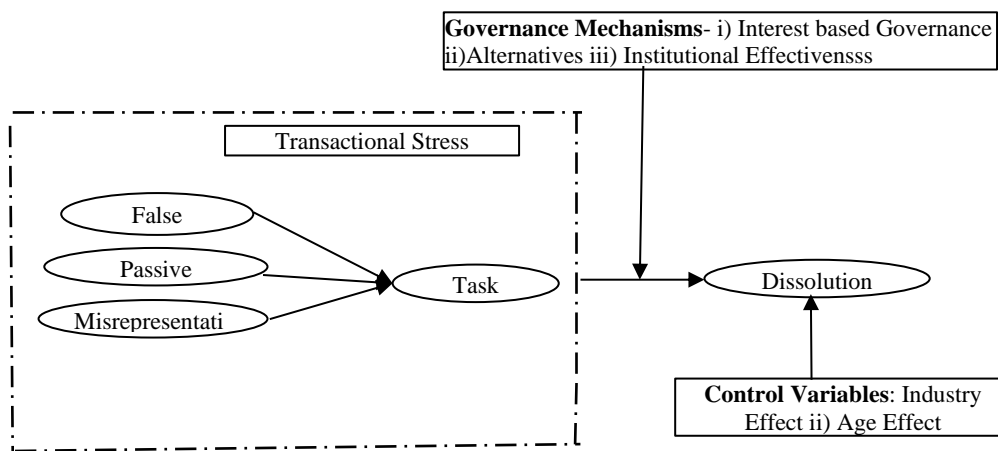 Governance Mechanisms- i) Interest based Governance
ii)Alternatives iii) Institutional Effectivensss
Transactional Stress
False
Passive
Misrepresentati
Task
Dissolution
Control Variables: Industry
Effect ii) Age Effect